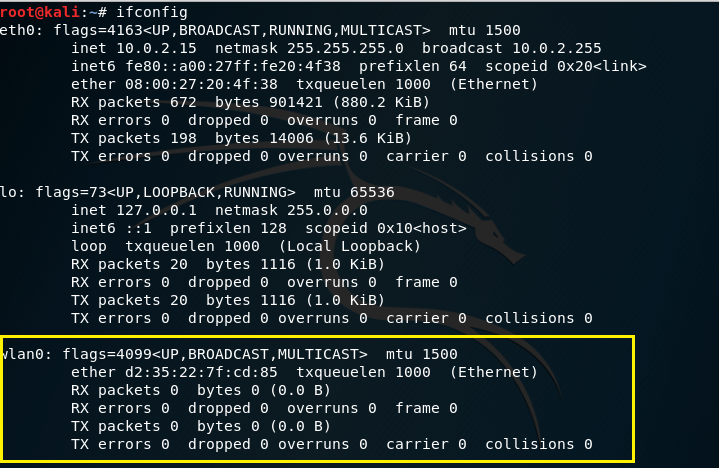 root@kali:~# ifconfig
eth0: flags=4163<UP,BROADCAST,RUNNING,MULTICAST>  mtu 1500
        inet 10.0.2.15  netmask 255.255.255.0  broadcast 10.0.2.255
        inet6 fe80::a00:27ff:fe20:4f38  prefixlen 64  scopeid 0x20<link>
        ether 08:00:27:20:4f:38  txqueuelen 1000  (Ethernet)
        RX packets 672  bytes 901421 (880.2 KiB)
        RX errors 0  dropped 0  overruns 0  frame 0
        TX packets 198  bytes 14006 (13.6 KiB)
        TX errors 0  dropped 0 overruns 0  carrier 0  collisions 0

lo: flags=73<UP,LOOPBACK,RUNNING>  mtu 65536
        inet 127.0.0.1  netmask 255.0.0.0
        inet6 ::1  prefixlen 128  scopeid 0x10<host>
        loop  txqueuelen 1000  (Local Loopback)
        RX packets 20  bytes 1116 (1.0 KiB)
        RX errors 0  dropped 0  overruns 0  frame 0
        TX packets 20  bytes 1116 (1.0 KiB)
        TX errors 0  dropped 0 overruns 0  carrier 0  collisions 0

wlan0: flags=4099<UP,BROADCAST,MULTICAST>  mtu 1500
        ether d2:35:22:7f:cd:85  txqueuelen 1000  (Ethernet)
        RX packets 0  bytes 0 (0.0 B)
        RX errors 0  dropped 0  overruns 0  frame 0
        TX packets 0  bytes 0 (0.0 B)
        TX errors 0  dropped 0 overruns 0  carrier 0  collisions 0